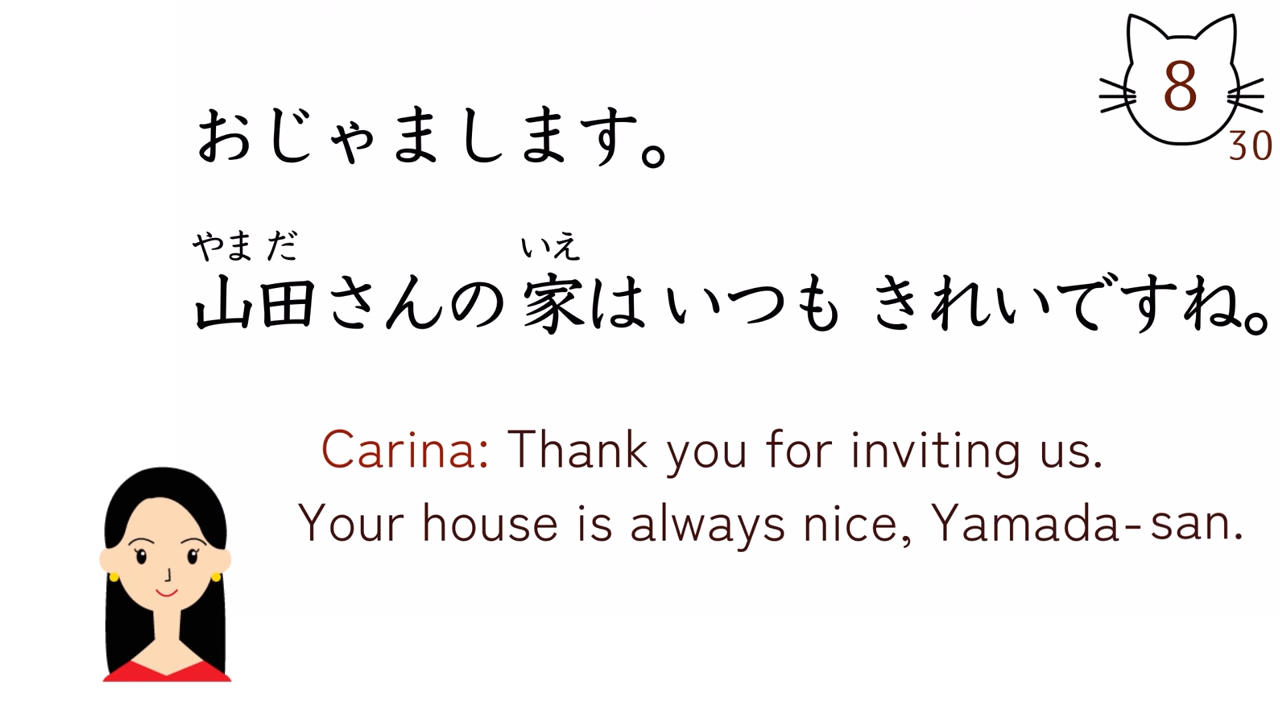 8
30
おじゃまします。
やまだ いえ
山田さんの家は いつも きれいですね。
Carina: Thank you for inviting us.
Your house is always nice, Yamada-san.